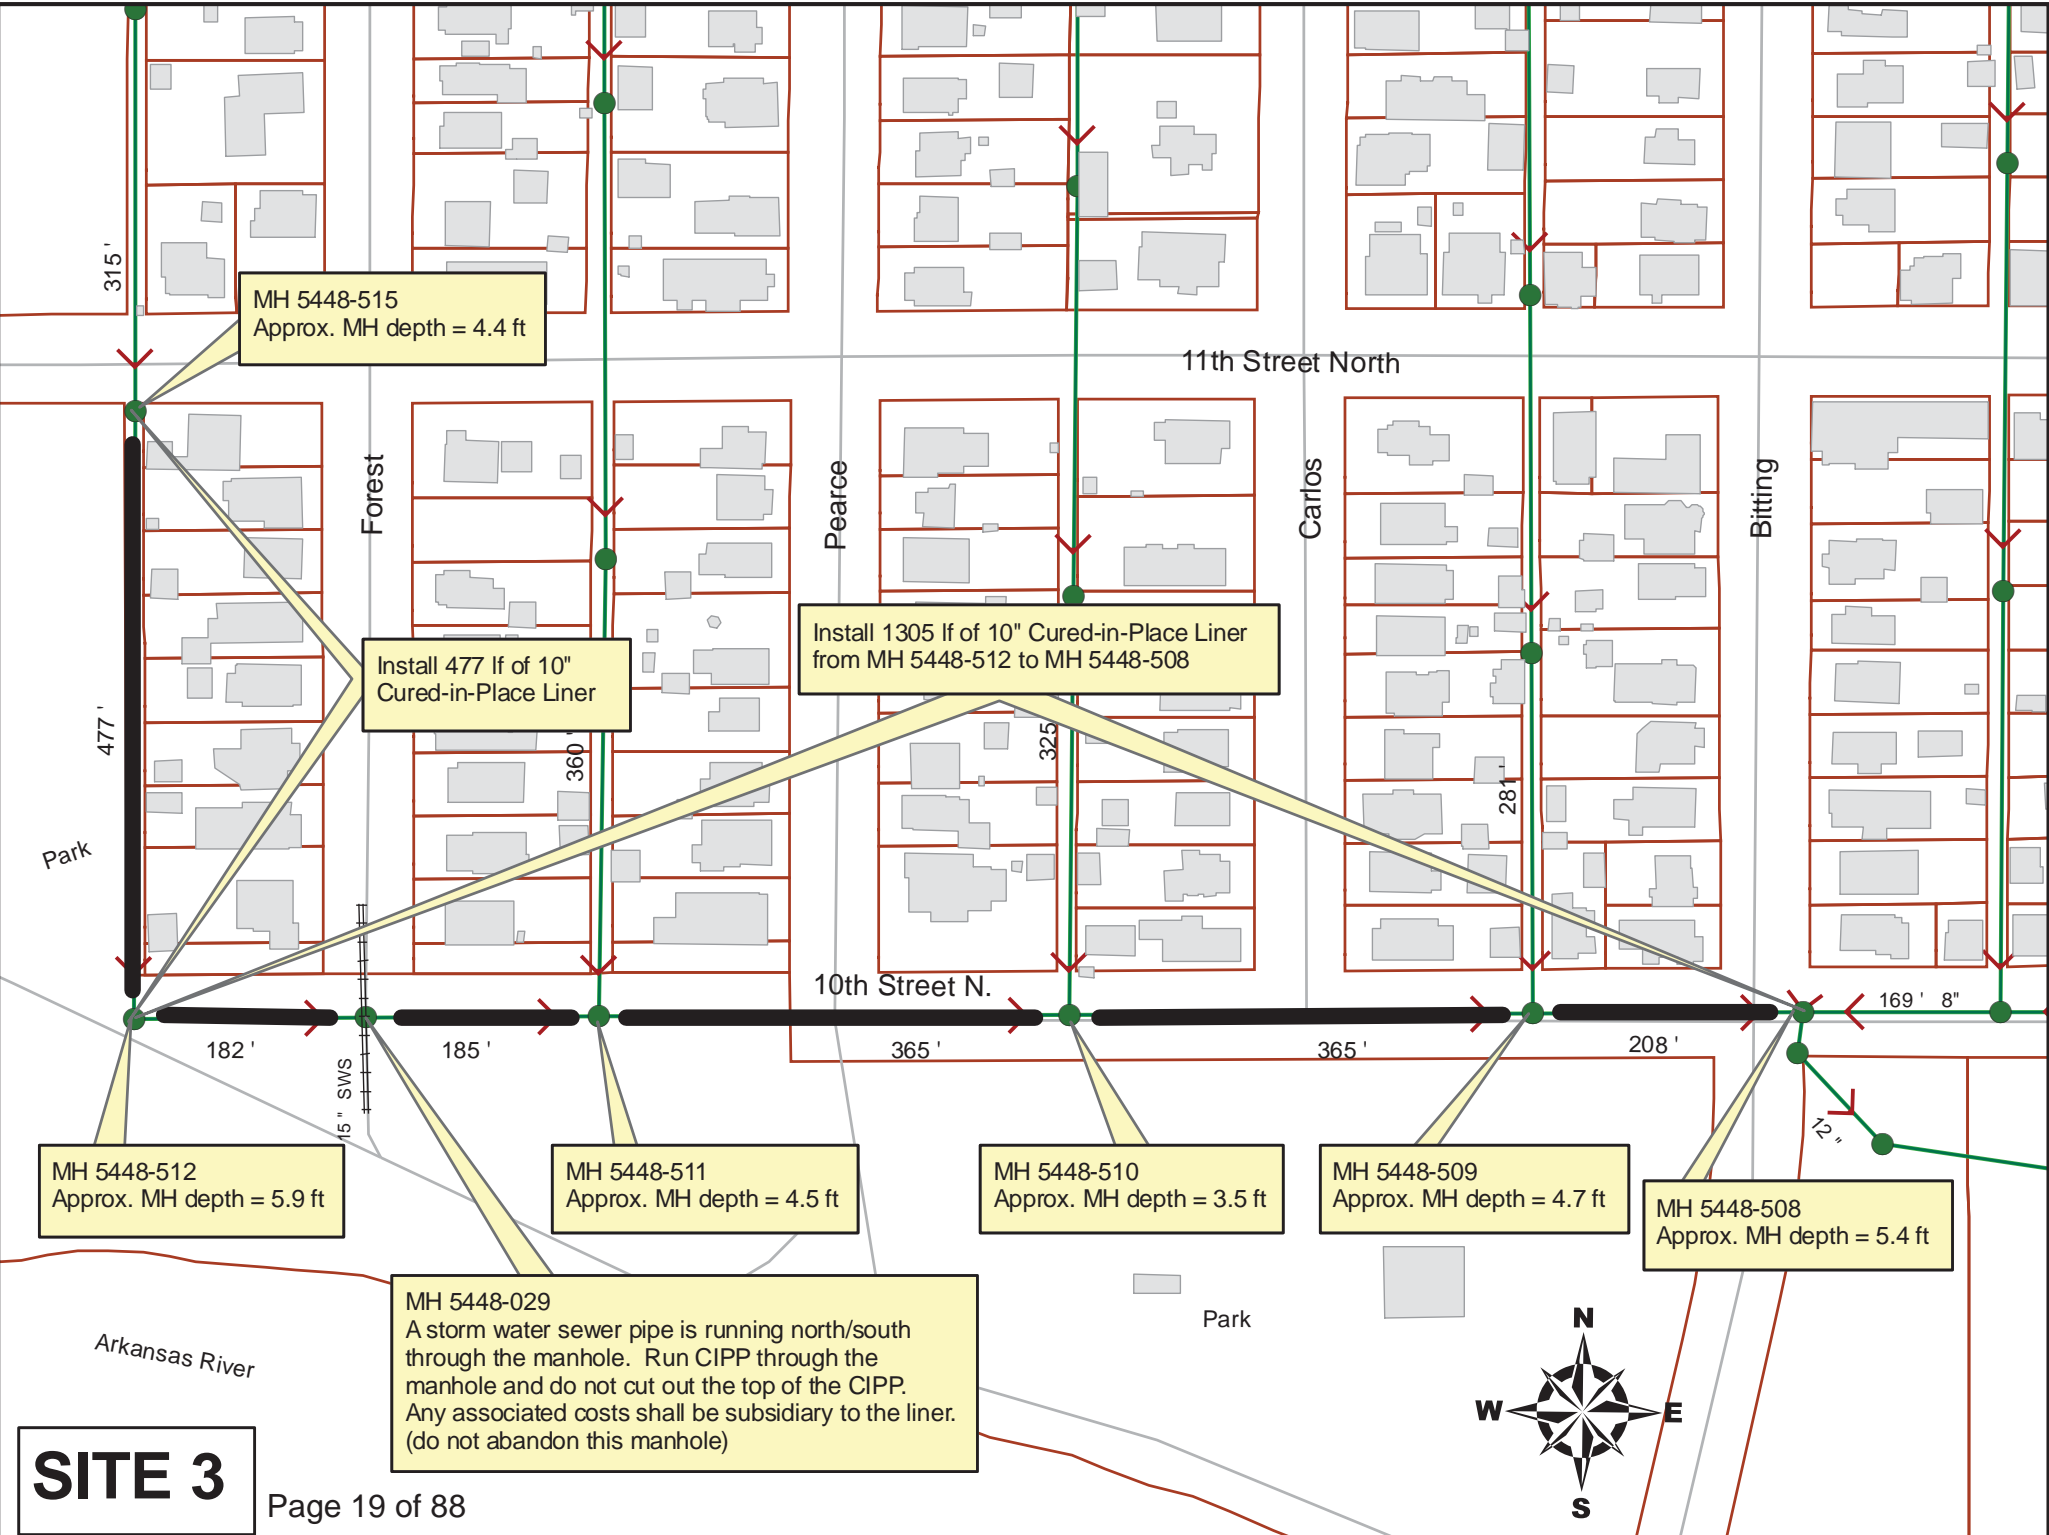 315 '
MH 5448-515
Approx. MH depth = 4.4 ft
11th Street North
Forest
Pearce
Carlos
Bitting
Install 477 lf of 10"
Cured-in-Place Liner
Install 1305 lf of 10" Cured-in-Place Liner
from MH 5448-512 to MH 5448-508
477 '
360 '
325
281 '
Park
10th Street N.
169 ' 8"
182 '
185 '
365 '
365 '
208 '
15 " SWS
12 "
MH 5448-512
Approx. MH depth = 5.9 ft
MH 5448-511
Approx. MH depth = 4.5 ft
MH 5448-510
Approx. MH depth = 3.5 ft
MH 5448-509
Approx. MH depth = 4.7 ft
MH 5448-508
Approx. MH depth = 5.4 ft
MH 5448-029
A storm water sewer pipe is running north/south
through the manhole. Run CIPP through the
manhole and do not cut out the top of the CIPP.
Any associated costs shall be subsidiary to the liner.
(do not abandon this manhole)
Park
Arkansas River
N
W
E
S
SITE 3
Page 19 of 88